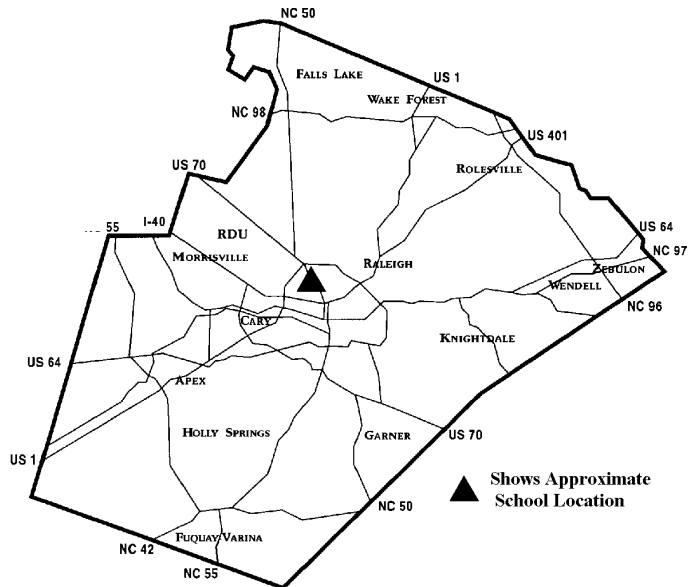 NC 50
FALLS LAKE
US 1
WAKE FOREST
NC 98
US 401
US 70
ROLESVILLE
55
I-40
RDU
US 64
MORRISVILLE
RALEIGH
NC 97
ZEBULON
WENDELL
NC 96
CARY
KNIGHTDALE
US 64
APEX
HOLLY SPRINGS
GARNER
US 70
US 1
Shows Approximate
School Location
NC 50
FUQUAY VARINA
NC 42
NC 55